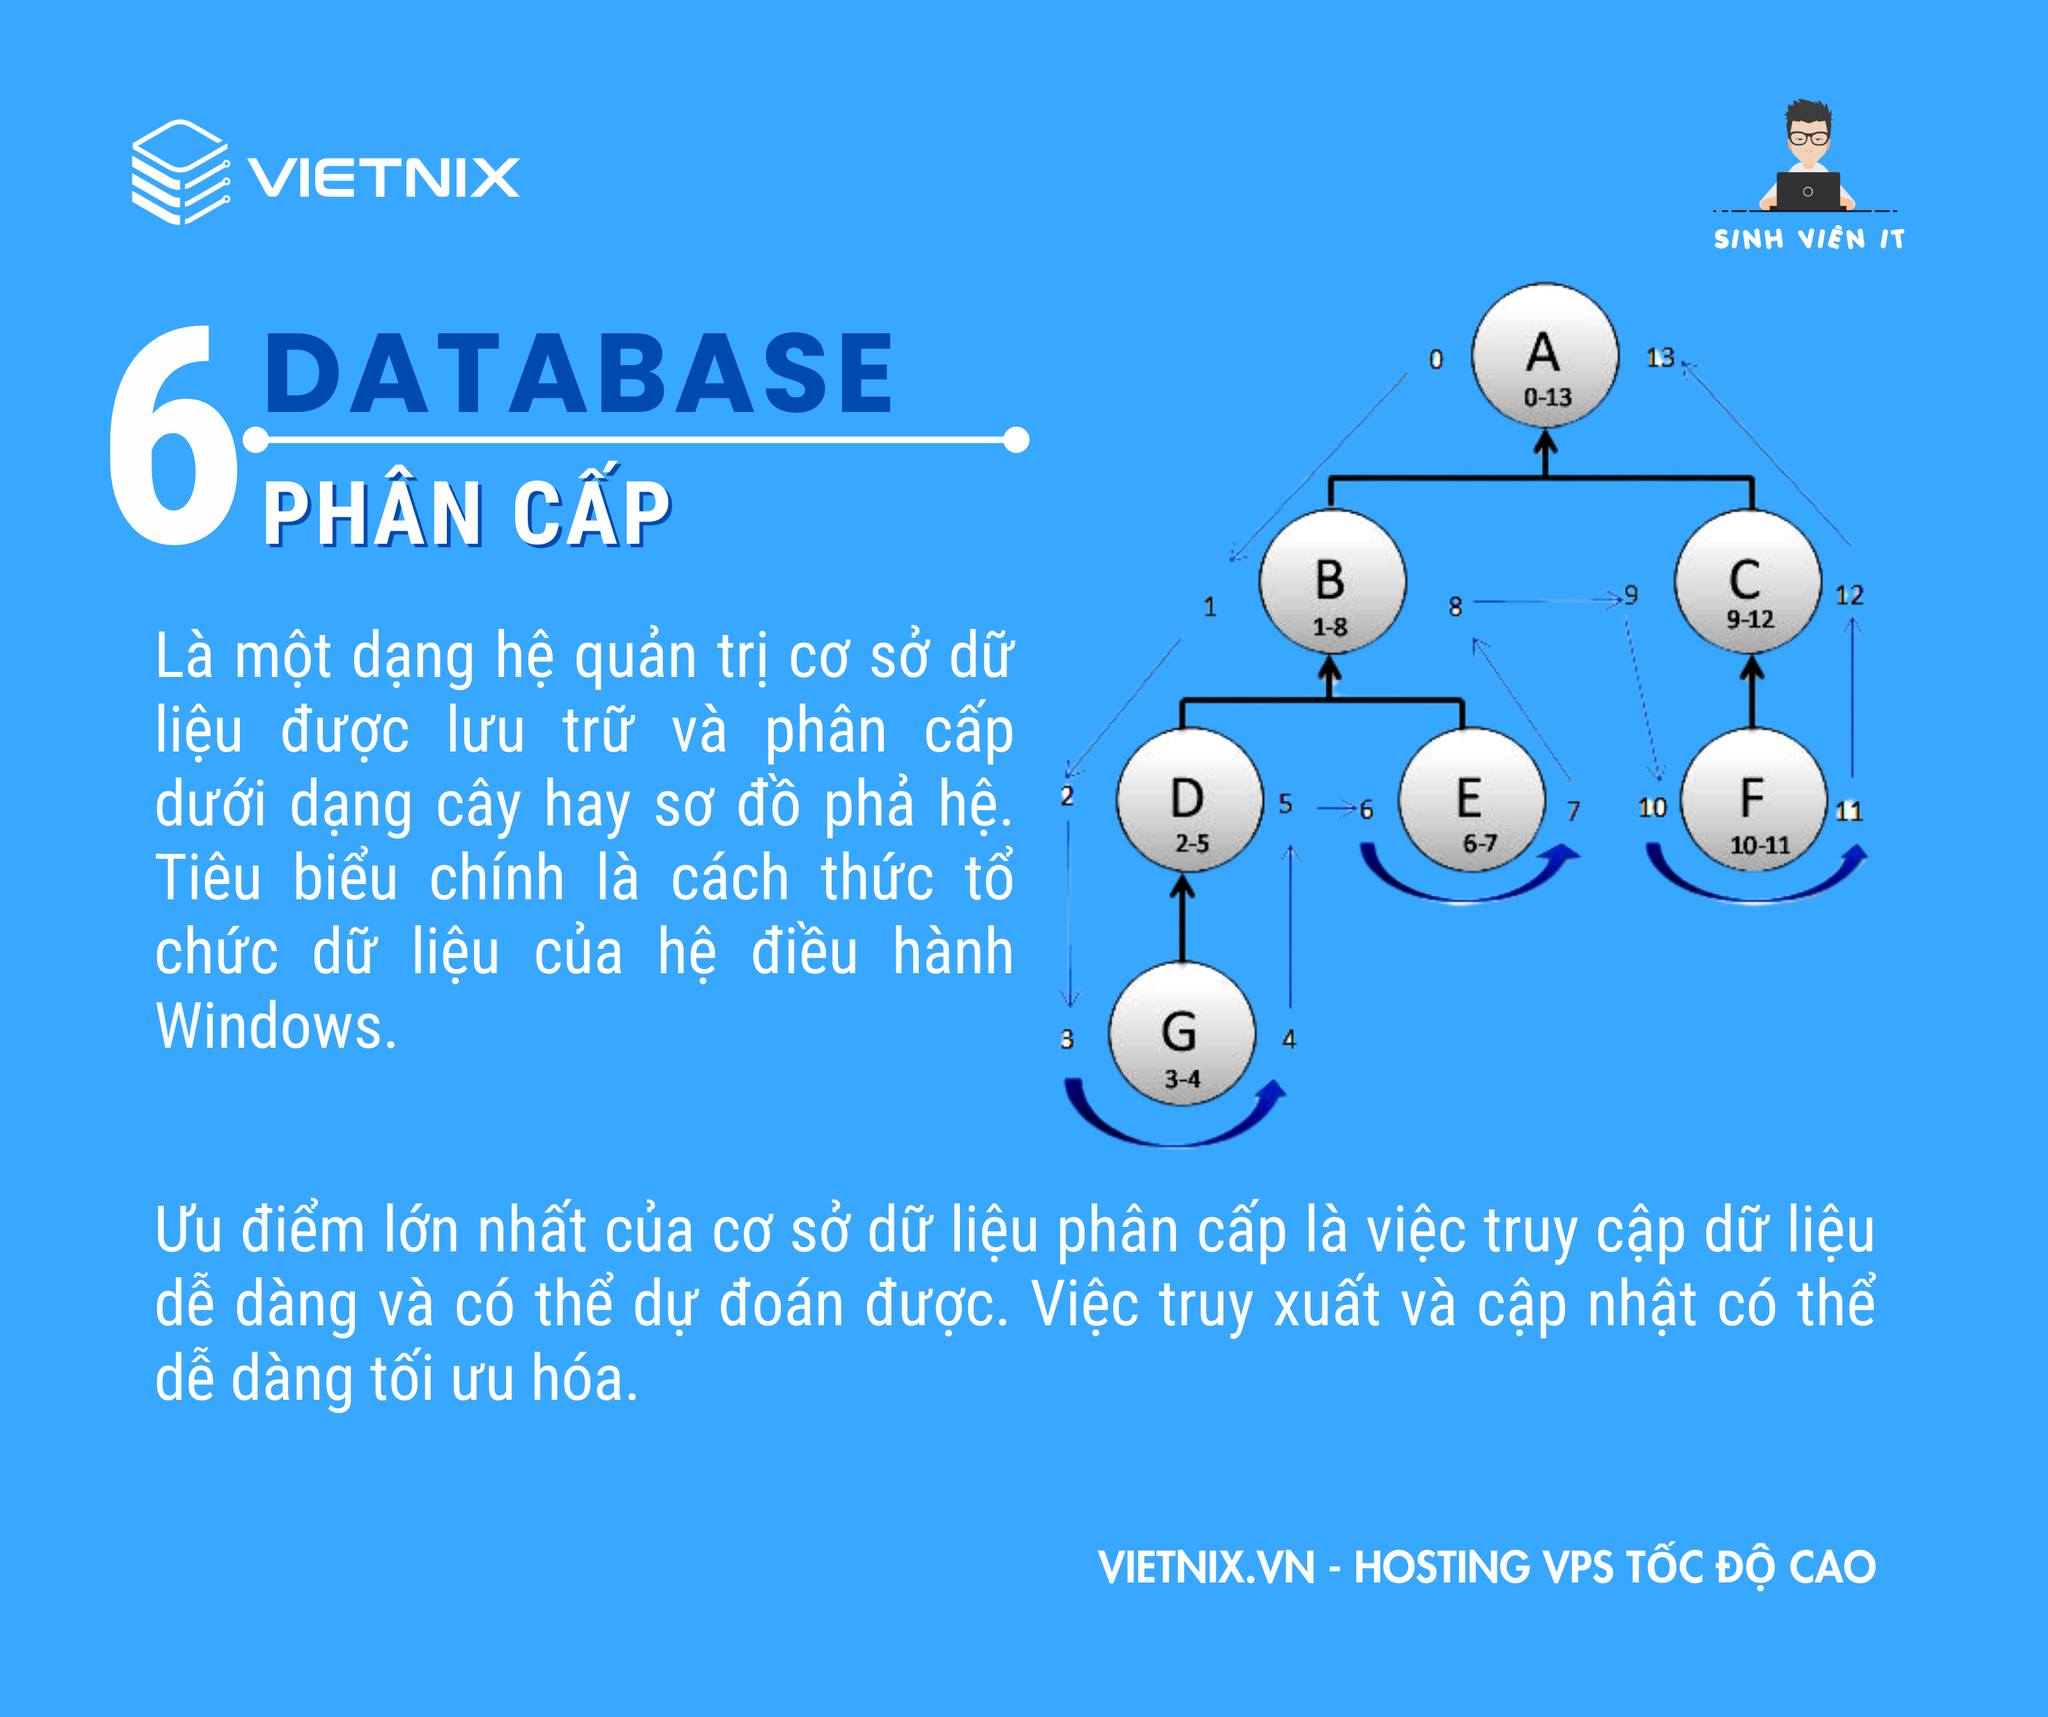 VIETNIX
SINH VIÊN IT
6
DATABASE
PHÂN CẤP
Là một dạng hệ quản trị cơ sở dữ
liệu được lưu trữ và phân cấp
dưới dạng cây hay sơ đồ phả hệ.
Tiêu biểu chính là cách thức tổ
chức dữ liệu của hệ điều hành
Windows.
0
A
0-13
13
1
B
1-8
8
9
C
9-12
12
2
D
2-5
5
6
E
6-7
7
10
F
10-11
11
3
G
3-4
4
Ưu điểm lớn nhất của cơ sở dữ liệu phân cấp là việc truy cập dữ liệu
dễ dàng và có thể dự đoán được. Việc truy xuất và cập nhật có thể
dễ dàng tối ưu hóa.
VIETNIX.VN - HOSTING VPS TỐC ĐỘ CAO